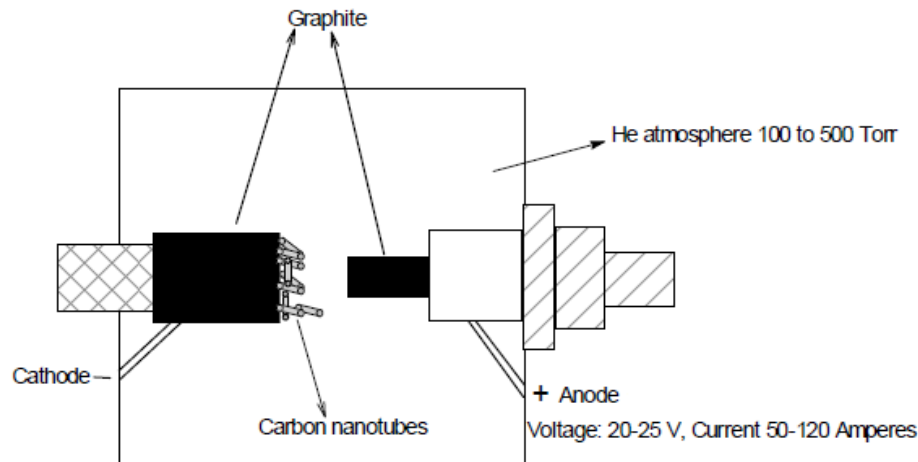 Graphite
He atmosphere 100 to 500 Torr
Cathode
Carbon nanotubes
+ Anode
Voltage: 20-25 V, Current 50-120 Amperes